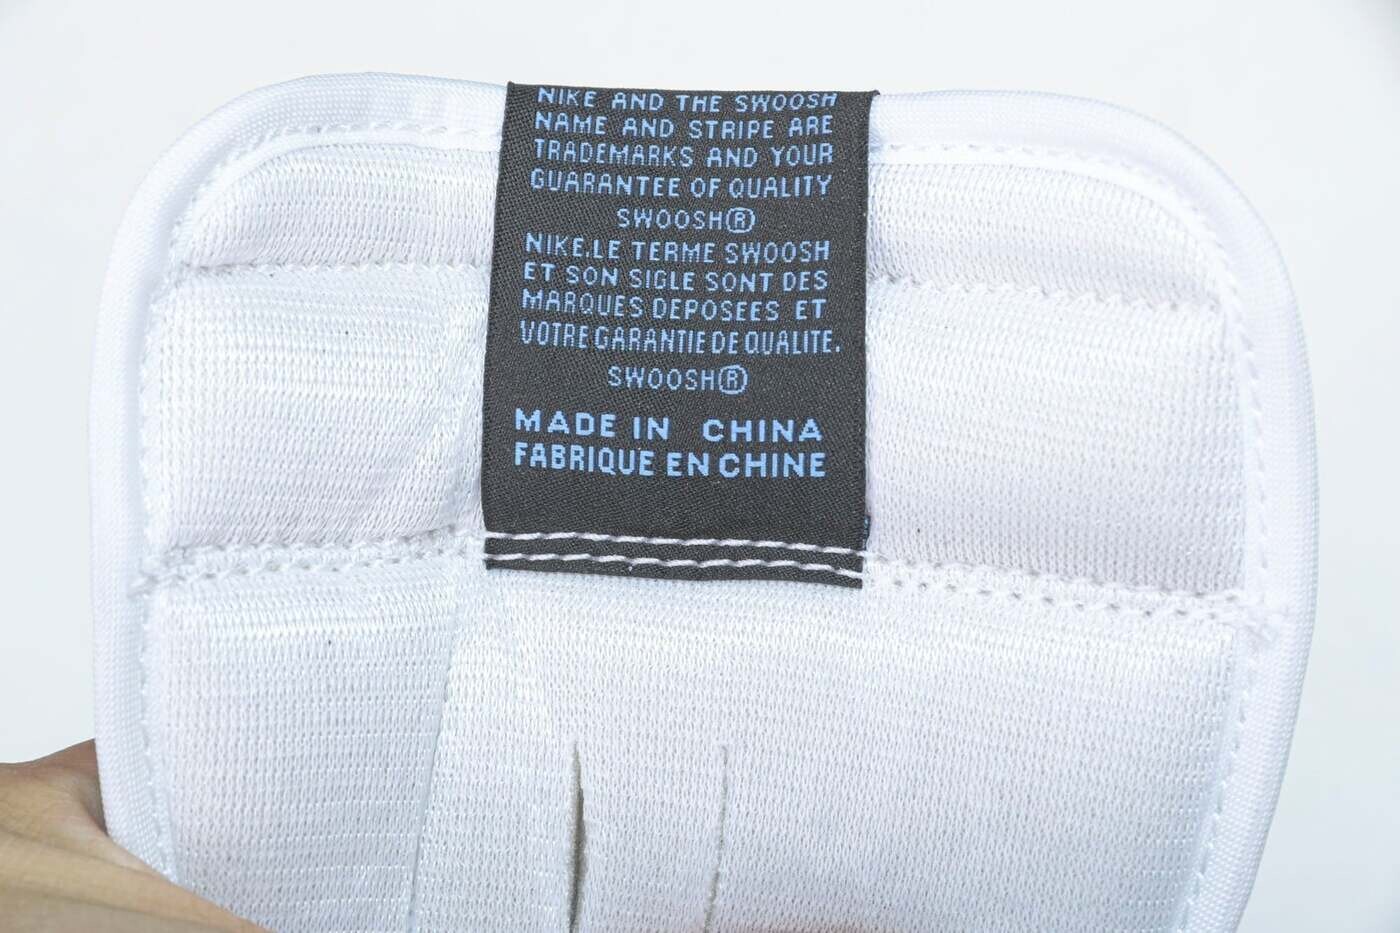 NIKE AND THE SWOOSH
NAME AND STRIPE ARE
TRADEMARKS AND YOUR
GUARANTEE OF QUALITY
SWOOSH®
NIKE.LE TERME SWOOSH
ET SON SIGLE SONT DES
MARQUES DEPOSEES ET
VOTRE GARANTIE DE QUALITE.
SWOOSH®
MADE IN CHINA
FABRIQUE EN CHINE